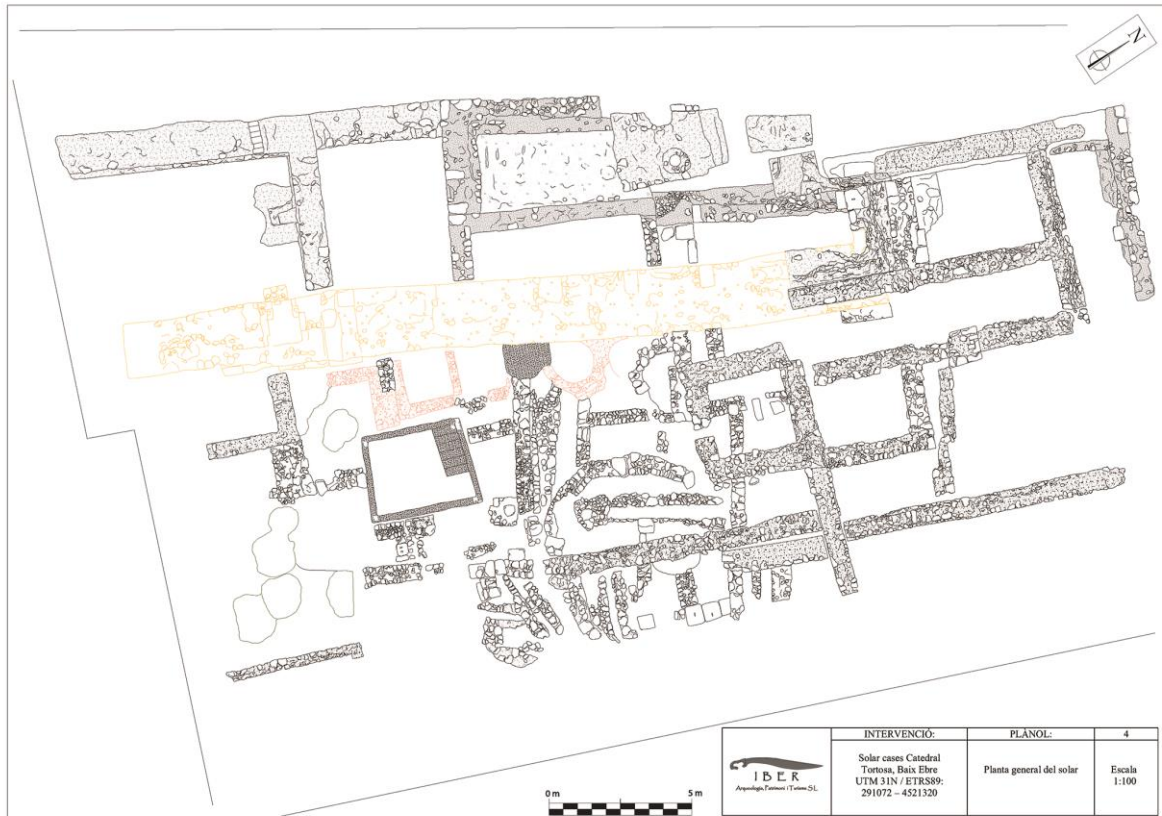 N
0 m
5 m
IBER
Arqueologia, Patrimoni i Turisme S.L
INTERVENCIÓ:
Solar cases Catedral
Tortosa, Baix Ebre
UTM 31N / ETRS89:
291072 – 4521320
PLÀNOL:
Planta general del solar
4
Escala
1:100